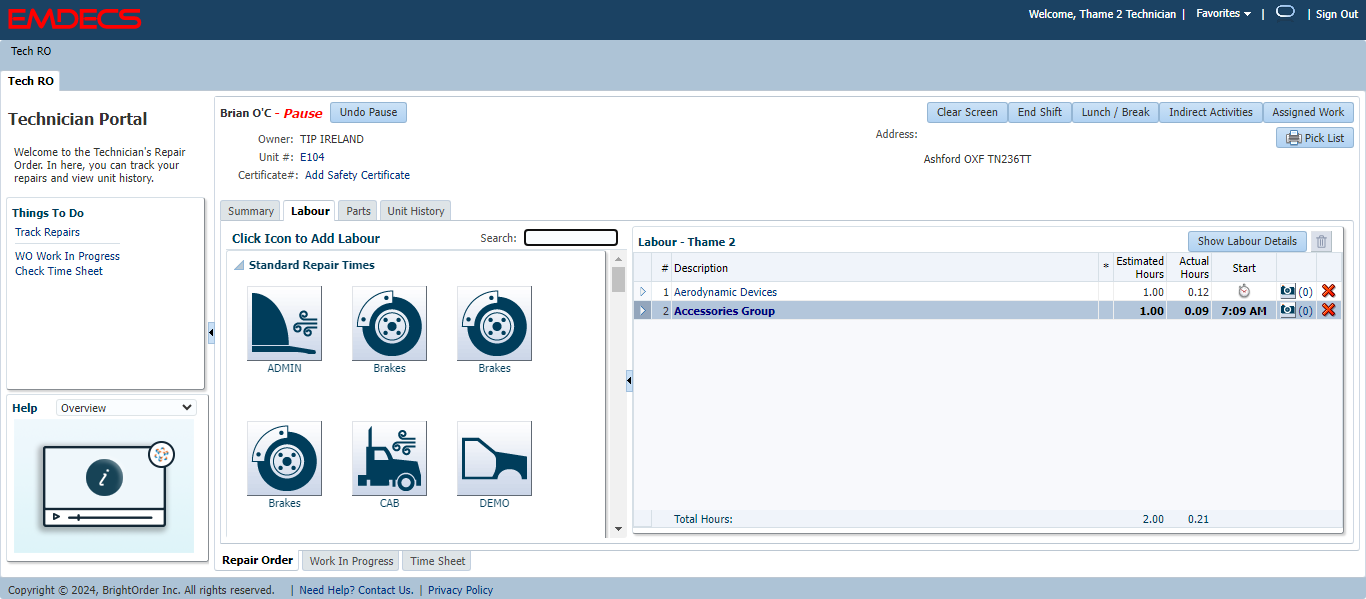 EMDECS
Welcome, Thame 2 Technician | Favorites | | Sign Out
Tech RO
Tech RO
Technician Portal
Welcome to the Technician's Repair
Order. In here, you can track your
repairs and view unit history.
Things To Do
Track Repairs
WO Work In Progress
Check Time Sheet
Help Overview
i
Brian O'C - Pause Undo Pause
Clear Screen End Shift Lunch / Break Indirect Activities Assigned Work
Pick List
Owner: TIP IRELAND
Unit #: E104
Certificate#: Add Safety Certificate
Address:
Ashford OXF TN236TT
Summary Labour Parts Unit History
Click Icon to Add Labour Search:
Standard Repair Times
ADMIN Brakes Brakes
Brakes CAB DEMO
Labour - Thame 2 Show Labour Details
# Description * Estimated Hours Actual Hours Start
1 Aerodynamic Devices 1.00 0.12 (0)
2 Accessories Group 1.00 0.09 7:09 AM (0)
Total Hours: 2.00 0.21
Repair Order Work In Progress Time Sheet
Copyright © 2024, BrightOrder Inc. All rights reserved. | Need Help? Contact Us. | Privacy Policy